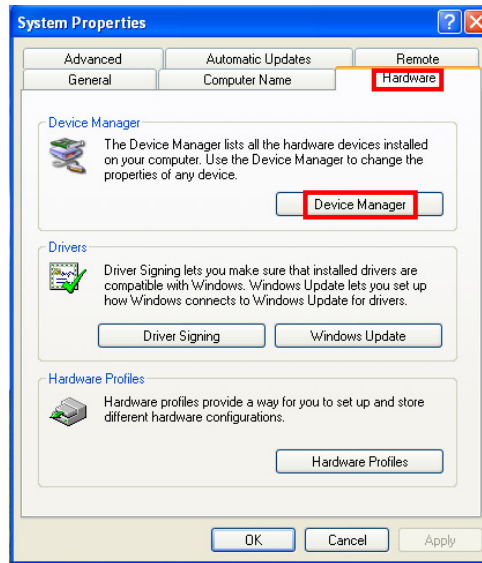 System Properties
Advanced Automatic Updates Remote
General Computer Name Hardware
Device Manager
The Device Manager lists all the hardware devices installed
on your computer. Use the Device Manager to change the
properties of any device.
Device Manager
Drivers
Driver Signing lets you make sure that installed drivers are
compatible with Windows. Windows Update lets you set up
how Windows connects to Windows Update for drivers.
Driver Signing Windows Update
Hardware Profiles
Hardware profiles provide a way for you to set up and store
different hardware configurations.
Hardware Profiles
OK Cancel Apply